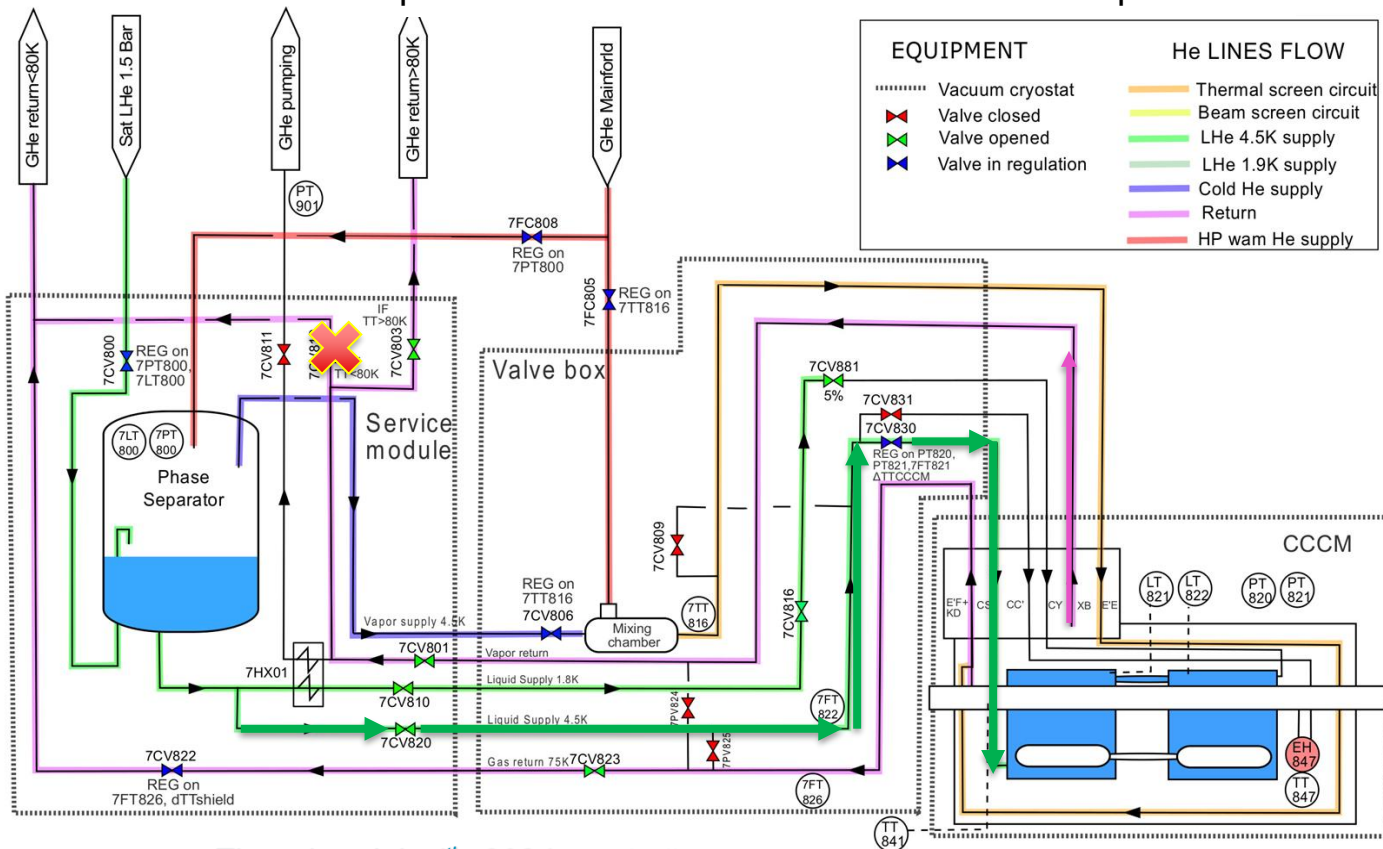 GHe return<80K
Sat LHe 1.5 Bar
GHe pumping
GHe return>80K
GHe Mainforld
EQUIPMENT
Vacuum cryostat
Valve closed
Valve opened
Valve in regulation
He LINES FLOW
Thermal screen circuit
Beam screen circuit
LHe 4.5K supply
LHe 1.9K supply
Cold He supply
Return
HP wam He supply
PT
901
7FC808
REG on
7PT800
7FC805
REG on
7TT816
7CV800
REG on
7PT800,
7LT800
7CV811
IF
TT>80K
7CV803
TT<80K
Service
module
7LT
800
7PT
800
Phase
Separator
Valve box
7CV881
5%
7CV831
7CV830
REG on PT820,
PT821,7FT821
ΔTTCCCM
7CV809
7CV816
REG on
7TT816
7CV806
Mixing
chamber
7TT
816
Vapor supply 4.5K
7CV801
Vapor return
7HX01
Liquid Supply 1.8K
7CV810
7PV824
7FT
822
Liquid Supply 4.5K
7CV820
7PV825
7CV822
REG on
7FT826, dTTshield
Gas return 75K
7CV823
7FT
826
CCCM
LT
821
LT
822
PT
820
PT
821
E'F+
KD
CS
CC'
CY
XB
E'E
EH
847
TT
847
TT
841